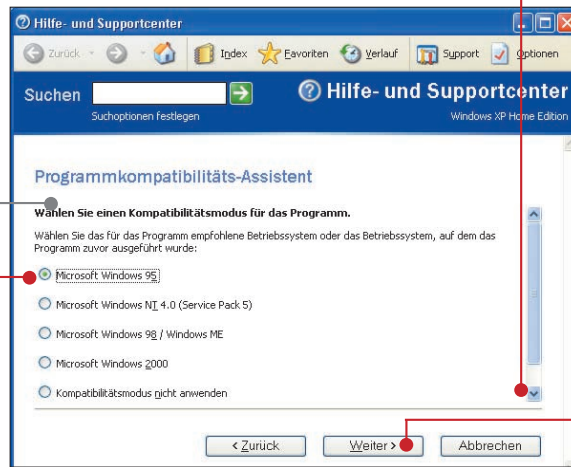 Hilfe- und Supportcenter
Zurück Index Favoriten Verlauf Support Optionen
Suchen
Suchoptionen festlegen
Hilfe- und Supportcenter
Windows XP Home Edition
Programmkompatibilitäts-Assistent
Wählen Sie einen Kompatibilitätsmodus für das Programm.
Wählen Sie das für das Programm empfohlene Betriebssystem oder das Betriebssystem, auf dem das
Programm zuvor ausgeführt wurde:
Microsoft Windows 95
Microsoft Windows NT 4.0 (Service Pack 5)
Microsoft Windows 98 / Windows ME
Microsoft Windows 2000
Kompatibilitätsmodus nicht anwenden
< Zurück Weiter > Abbrechen